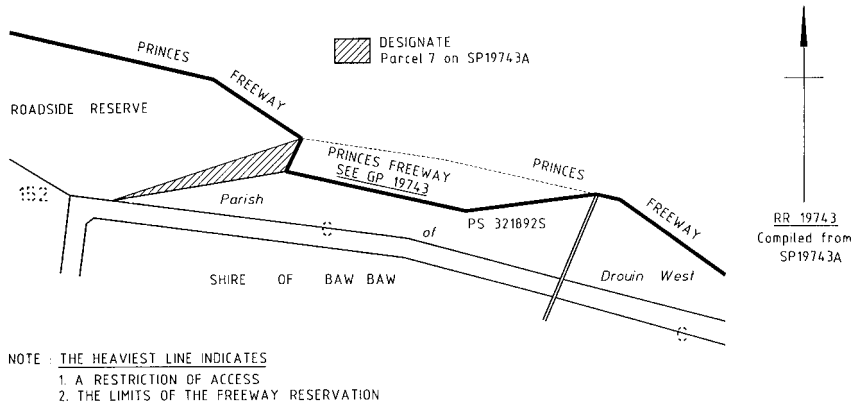 PRINCES
FREEWAY
DESIGNATE
Parcel 7 on SP19743A
ROADSIDE RESERVE
PRINCES FREEWAY
SEE GP 19743
PRINCES
FREEWAY
152
Parish
C
of
PS 321892S
SHIRE OF BAW BAW
Drouin West
C
RR 19743
Compiled from
SP19743A
NOTE : THE HEAVIEST LINE INDICATES
1. A RESTRICTION OF ACCESS
2. THE LIMITS OF THE FREEWAY RESERVATION